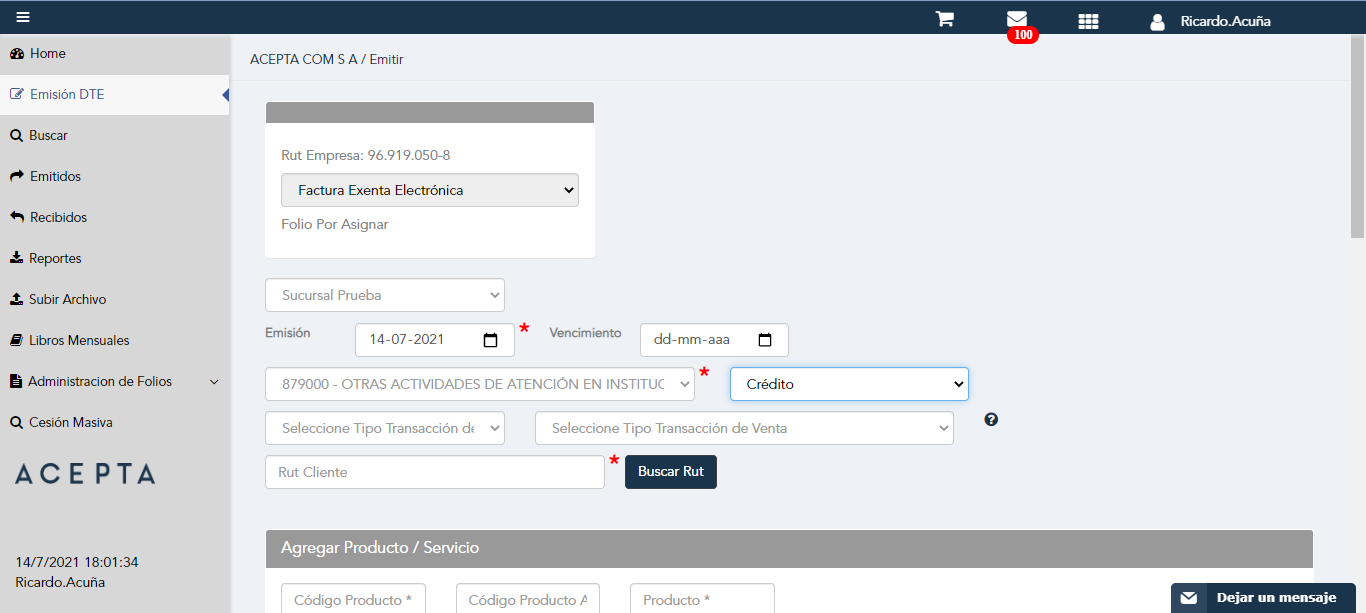 100
Ricardo.Acuña
Home
Emisión DTE
Buscar
Emitidos
Recibidos
Reportes
Subir Archivo
Libros Mensuales
Administracion de Folios
Cesión Masiva
ACEPTA
14/7/2021 18:01:34
Ricardo.Acuña
ACEPTA COM S A / Emitir
Rut Empresa: 96.919.050-8
Factura Exenta Electrónica
Folio Por Asignar
Sucursal Prueba
Emisión 14-07-2021 * Vencimiento dd-mm-aaa
879000 - OTRAS ACTIVIDADES DE ATENCIÓN EN INSTITUC * Crédito
Seleccione Tipo Transacción de Seleccione Tipo Transacción de Venta ?
Rut Cliente * Buscar Rut
Agregar Producto / Servicio
Código Producto * Código Producto A Producto *
Dejar un mensaje